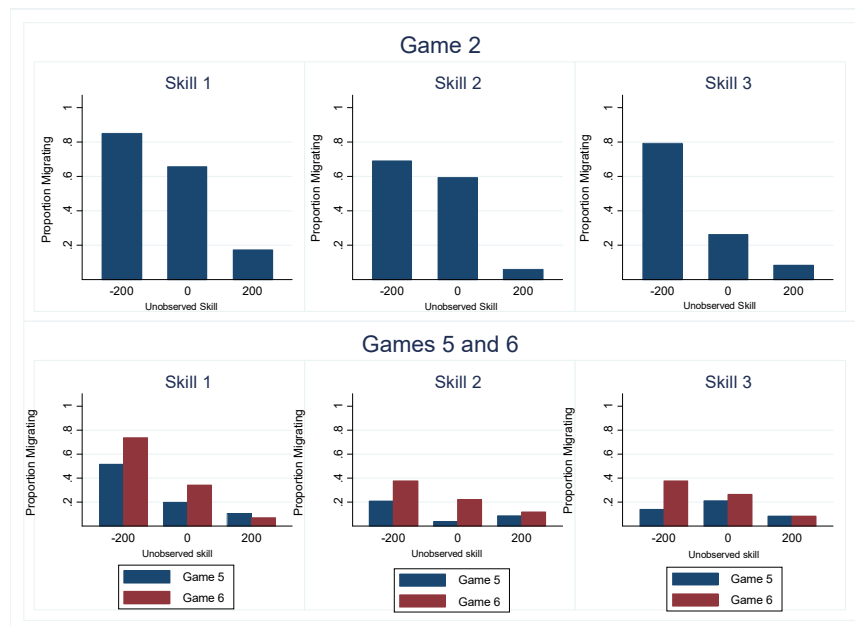 Game 2
Skill 1
Proportion Migrating
.2 .4 .6 .8 1
-200 0 200
Unobserved Skill
Skill 2
Proportion Migrating
.2 .4 .6 .8 1
-200 0 200
Unobserved Skill
Skill 3
Proportion Migrating
.2 .4 .6 .8 1
-200 0 200
Unobserved Skill
Games 5 and 6
Skill 1
Proportion Migrating
.2 .4 .6 .8 1
-200 0 200
Unobserved skill
Game 5
Game 6
Skill 2
Proportion Migrating
.2 .4 .6 .8 1
-200 0 200
Unobserved skill
Game 5
Game 6
Skill 3
Proportion Migrating
.2 .4 .6 .8 1
-200 0 200
Unobserved skill
Game 5
Game 6